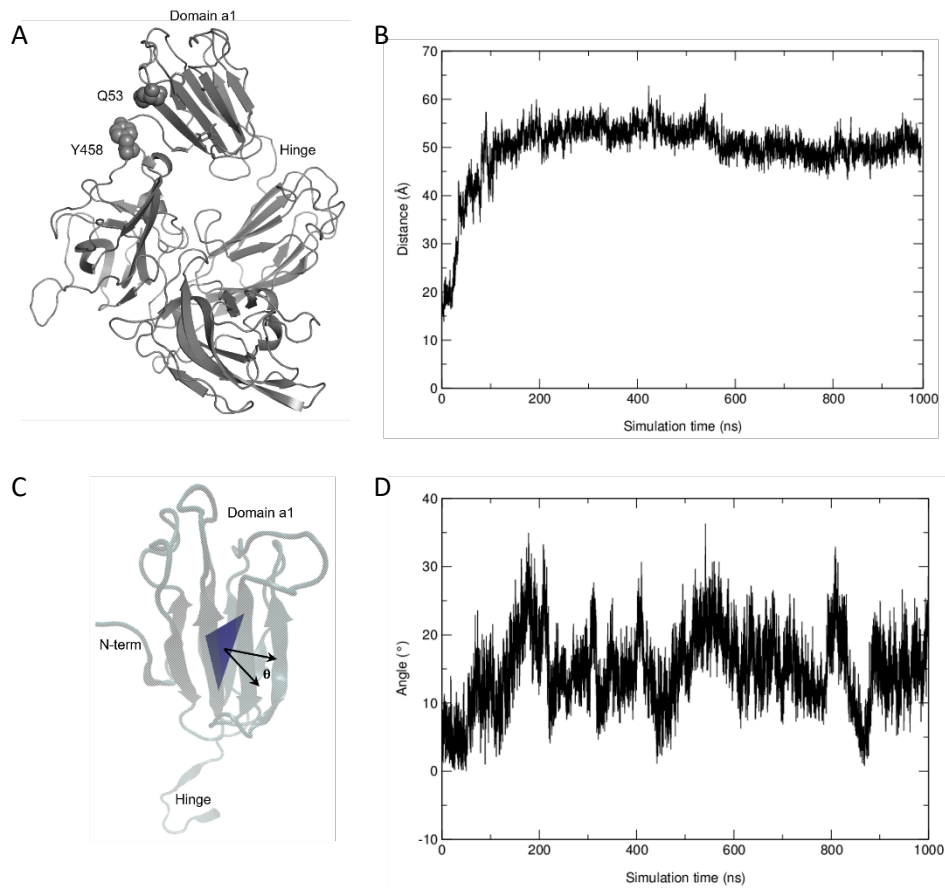 A
Domain a1
Q53
Y458
Hinge
B
70
60
50
40
30
20
10
0
Distance (Å)
0 200 400 600 800 1000
Simulation time (ns)
C
Domain a1
N-term
θ
Hinge
D
40
30
20
10
0
-10
Angle (°)
0 200 400 600 800 1000
Simulation time (ns)